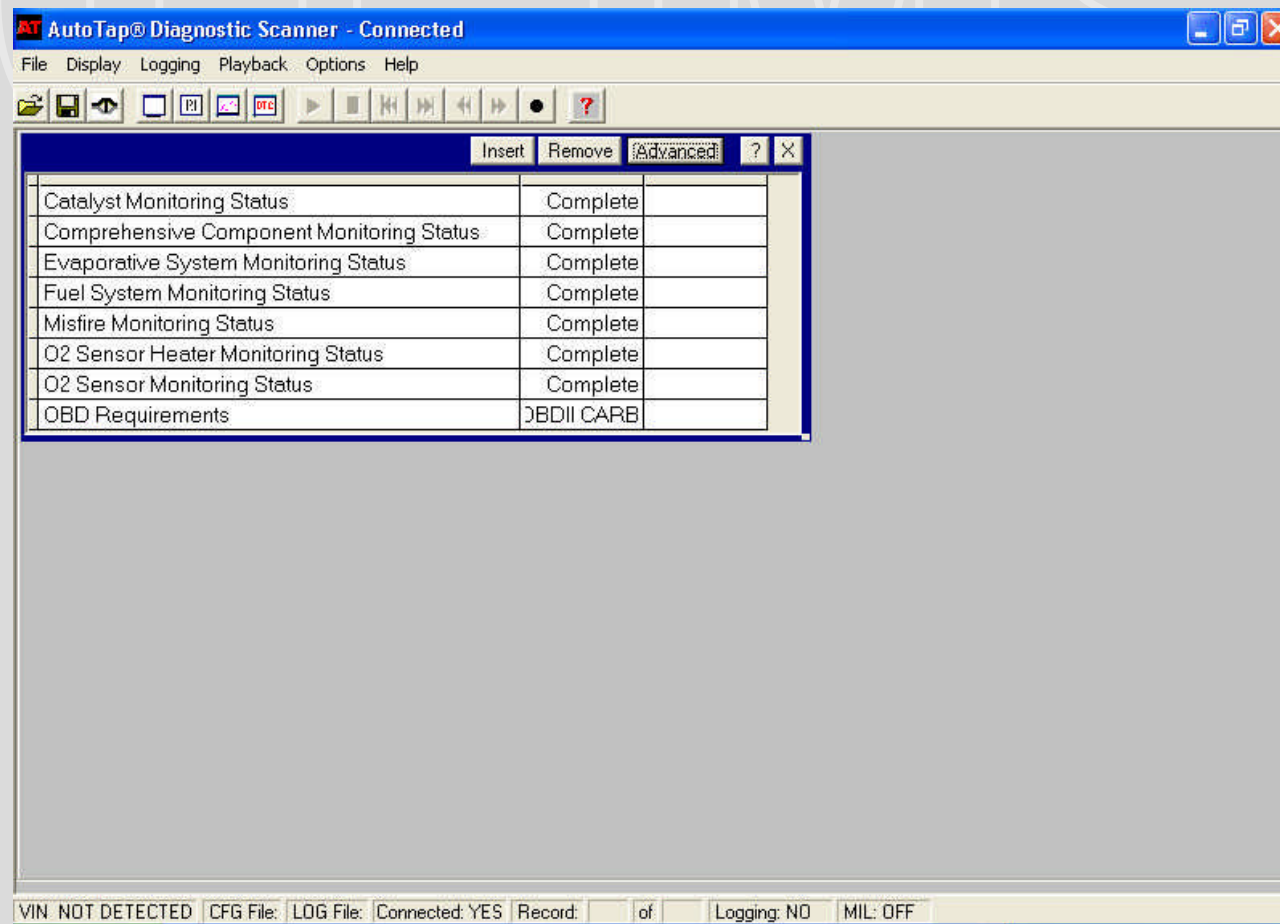 AT AutoTap® Diagnostic Scanner - Connected
File Display Logging Playback Options Help
DTC ?
Insert Remove Advanced ? X
Catalyst Monitoring Status Complete
Comprehensive Component Monitoring Status Complete
Evaporative System Monitoring Status Complete
Fuel System Monitoring Status Complete
Misfire Monitoring Status Complete
O2 Sensor Heater Monitoring Status Complete
O2 Sensor Monitoring Status Complete
OBD Requirements OBDII CARB
VIN NOT DETECTED CFG File: LOG File: Connected: YES Record: of Logging: NO MIL: OFF